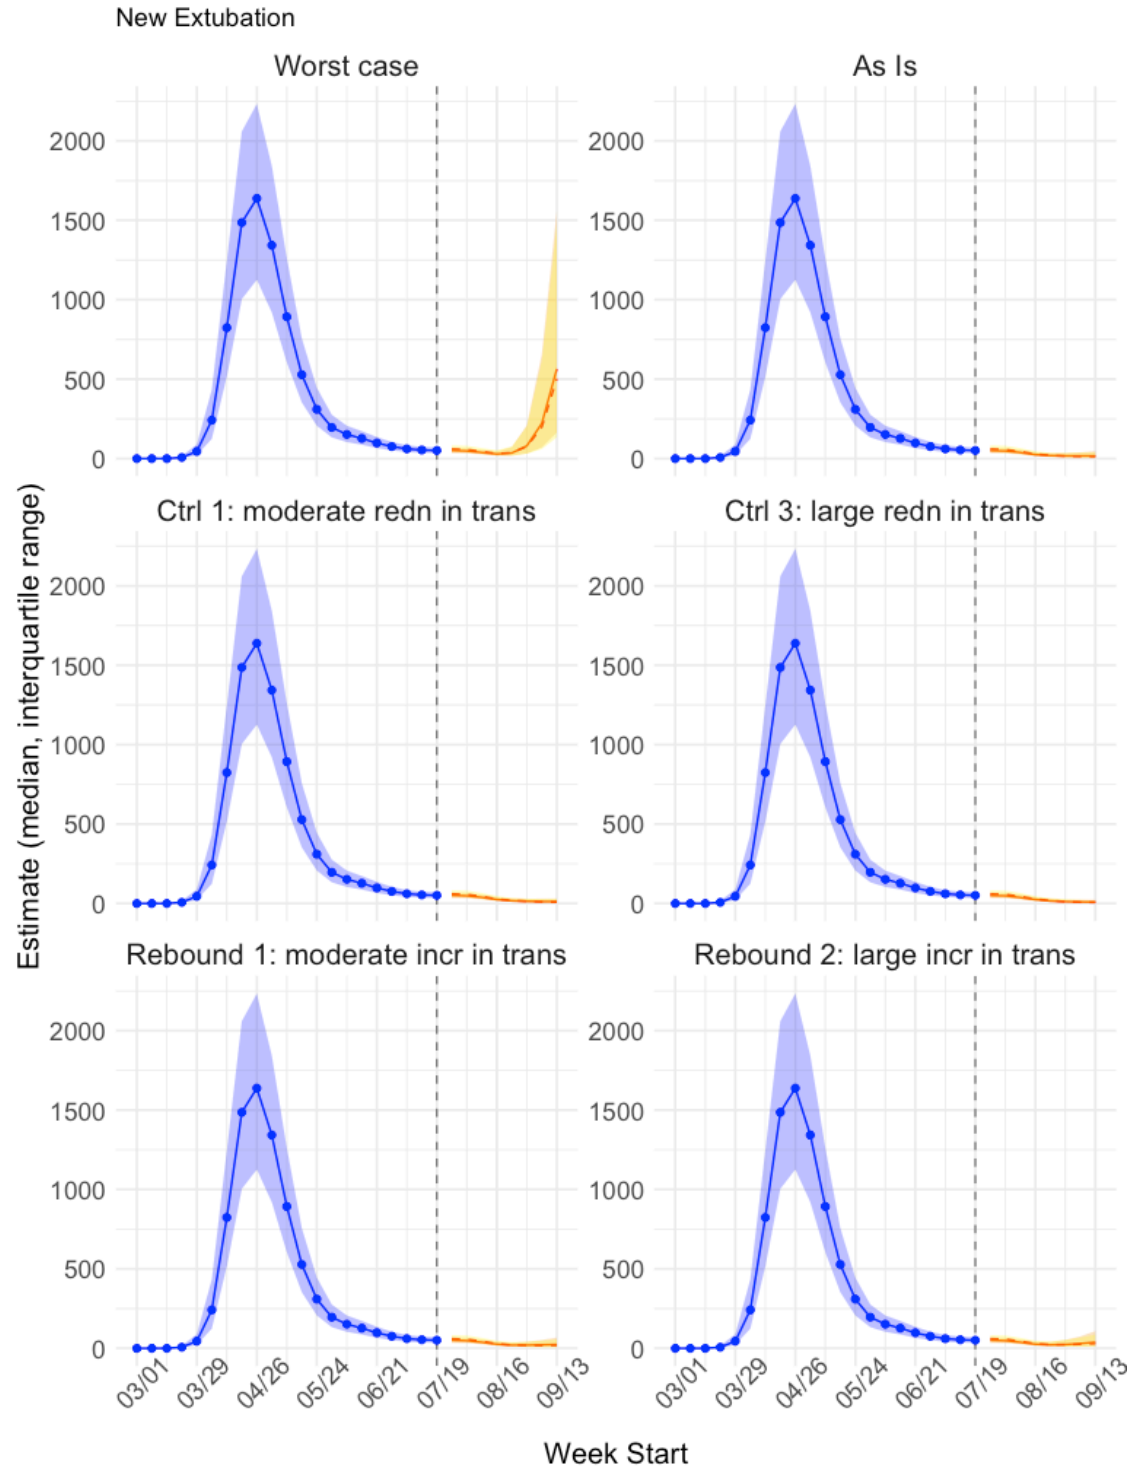 New Extubation
Worst case
As Is
2000
1500
1000
500
0
2000
1500
1000
500
0
Ctrl 1: moderate redn in trans
Ctrl 3: large redn in trans
2000
1500
1000
500
0
2000
1500
1000
500
0
Rebound 1: moderate incr in trans
Rebound 2: large incr in trans
2000
1500
1000
500
0
2000
1500
1000
500
0
Estimate (median, interquartile range)
03/01 03/29 04/26 05/24 06/21 07/19 08/16 09/13
03/01 03/29 04/26 05/24 06/21 07/19 08/16 09/13
Week Start